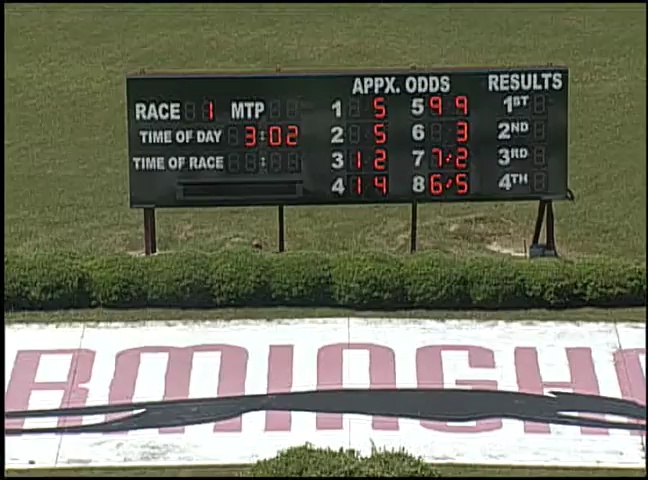 APPX. ODDS RESULTS
RACE 1 MTP 1 5 5 99 1ST
TIME OF DAY 3:02 2 5 6 3 2ND
TIME OF RACE 3 12 7 7/2 3RD
4 14 8 6/5 4TH
RMINGH